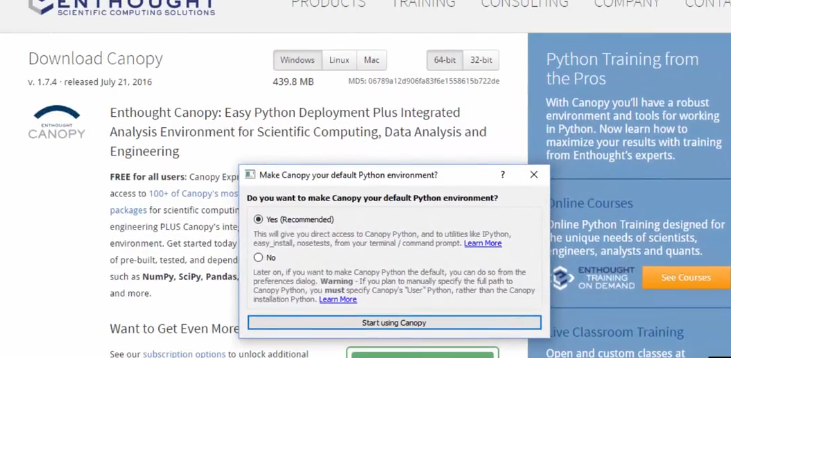 ENTHOUGHT
SCIENTIFIC COMPUTING SOLUTIONS
PRODUCTS TRAINING CONSULTING COMPANY CONTA
Download Canopy
Windows Linux Mac
64-bit 32-bit
v. 1.7.4 · released July 21, 2016
439.8 MB
MD5: 06789a12d906fa83f6e1558615b722de
ENTHOUGHT
CANOPY
Enthought Canopy: Easy Python Deployment Plus Integrated
Analysis Environment for Scientific Computing, Data Analysis and
Engineering
FREE for all users: Canopy Exp
access to 100+ of Canopy's mos
packages for scientific computin
engineering PLUS Canopy's inte
environment. Get started today
of pre-built, tested, and depend
such as NumPy, SciPy, Pandas,
and more.
Want to Get Even More
See our subscription options to unlock additional
Make Canopy your default Python environment? ?
Do you want to make Canopy your default Python environment?
Yes (Recommended)
This will give you direct access to Canopy Python, and to utilities like IPython,
easy_install, nosetests, from your terminal / command prompt. Learn More
No
Later on, if you want to make Canopy Python the default, you can do so from the
preferences dialog. Warning - If you plan to manually specify the full path to
Canopy Python, you must specify Canopy's "User" Python, rather than the Canopy
installation Python. Learn More
Start using Canopy
Python Training from
the Pros
With Canopy you'll have a robust
environment and tools for working
in Python. Now learn how to
maximize your results with training
from Enthought's experts.
Online Courses
Online Python Training designed for
the unique needs of scientists,
engineers, analysts and quants.
ENTHOUGHT
TRAINING
ON DEMAND
See Courses
Live Classroom Training
Open and custom classes at